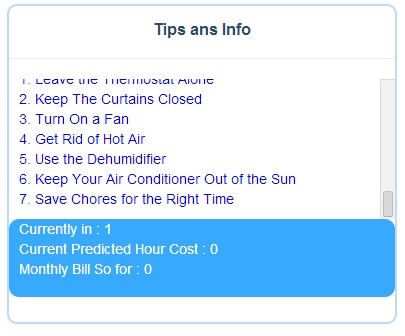 Tips ans Info
1. Leave the Thermostat Alone
2. Keep The Curtains Closed
3. Turn On a Fan
4. Get Rid of Hot Air
5. Use the Dehumidifier
6. Keep Your Air Conditioner Out of the Sun
7. Save Chores for the Right Time
Currently in : 1
Current Predicted Hour Cost : 0
Monthly Bill So for : 0